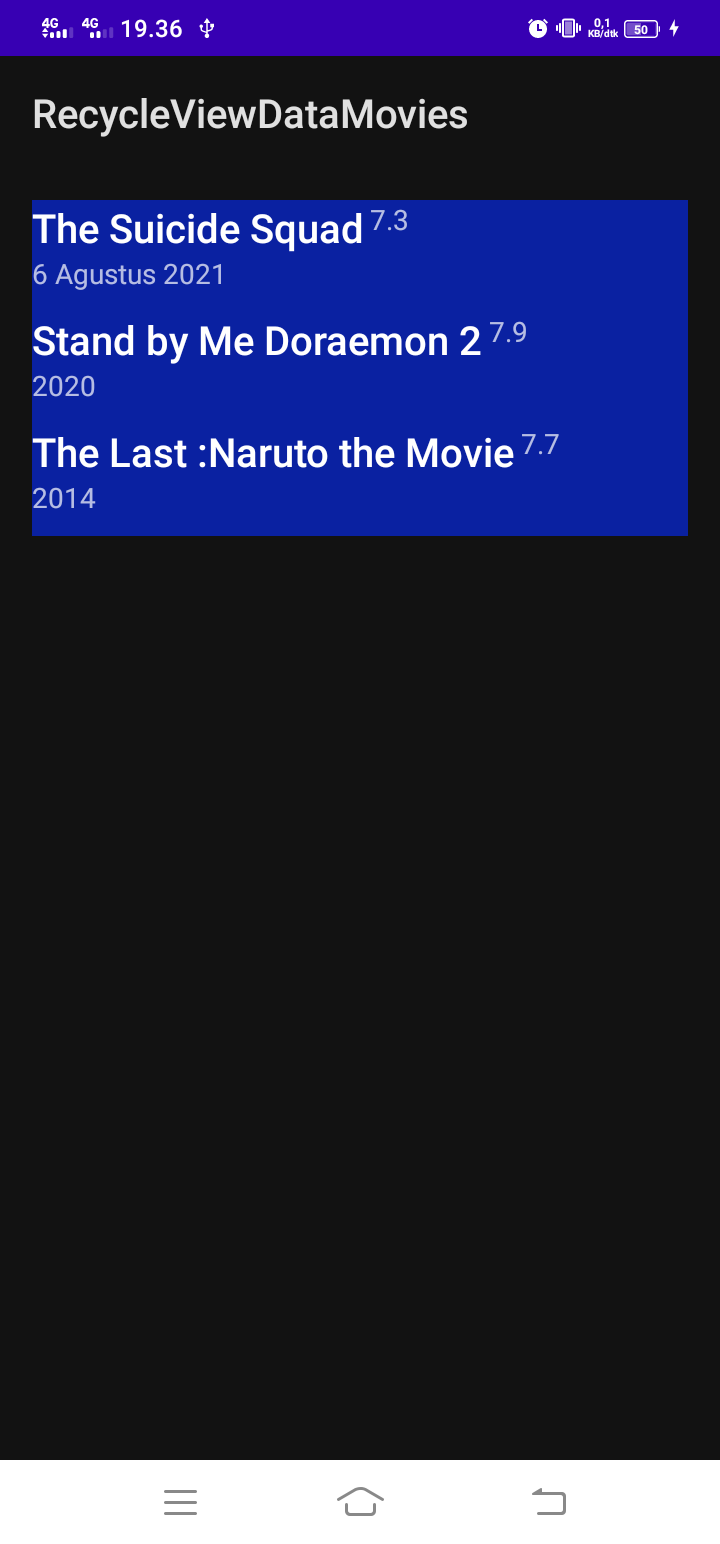 4G 4G 19.36 0,1 KB/dtk 50
RecycleViewDataMovies
The Suicide Squad 7.3
6 Agustus 2021
Stand by Me Doraemon 2 7.9
2020
The Last :Naruto the Movie 7.7
2014